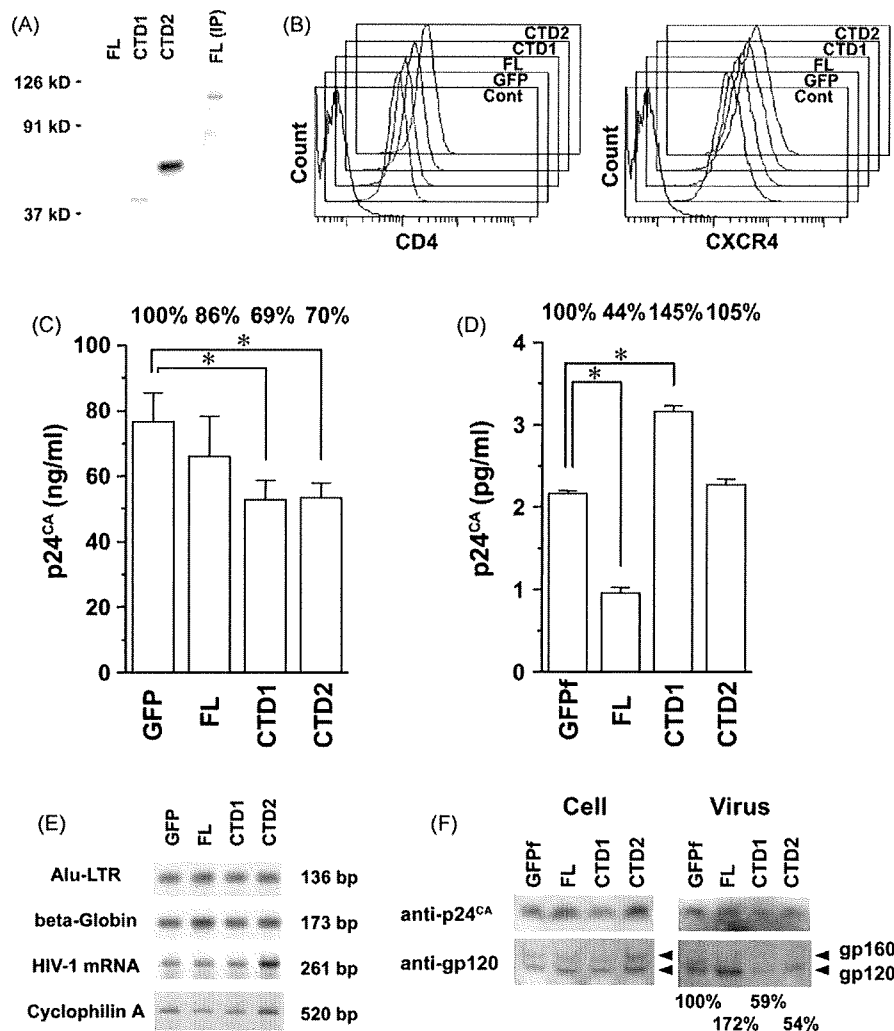 (A)
FL
CTD1
CTD2
FL (IP)
126 kD -
91 kD -
37 kD -
(B)
Count
CTD2
CTD1
FL
GFP
Cont
CD4
Count
CTD2
CTD1
FL
GFP
Cont
CXCR4
(C)
100% 86% 69% 70%
p24CA (ng/ml)
100
80
60
40
20
0
*
*
GFP
FL
CTD1
CTD2
(D)
100% 44% 145% 105%
p24CA (pg/ml)
4
3
2
1
0
*
*
GFPf
FL
CTD1
CTD2
(E)
GFP
FL
CTD1
CTD2
Alu-LTR 136 bp
beta-Globin 173 bp
HIV-1 mRNA 261 bp
Cyclophilin A 520 bp
(F)
Cell Virus
GFPf
FL
CTD1
CTD2
GFPf
FL
CTD1
CTD2
anti-p24CA
anti-gp120
gp160
gp120
100% 59%
172% 54%